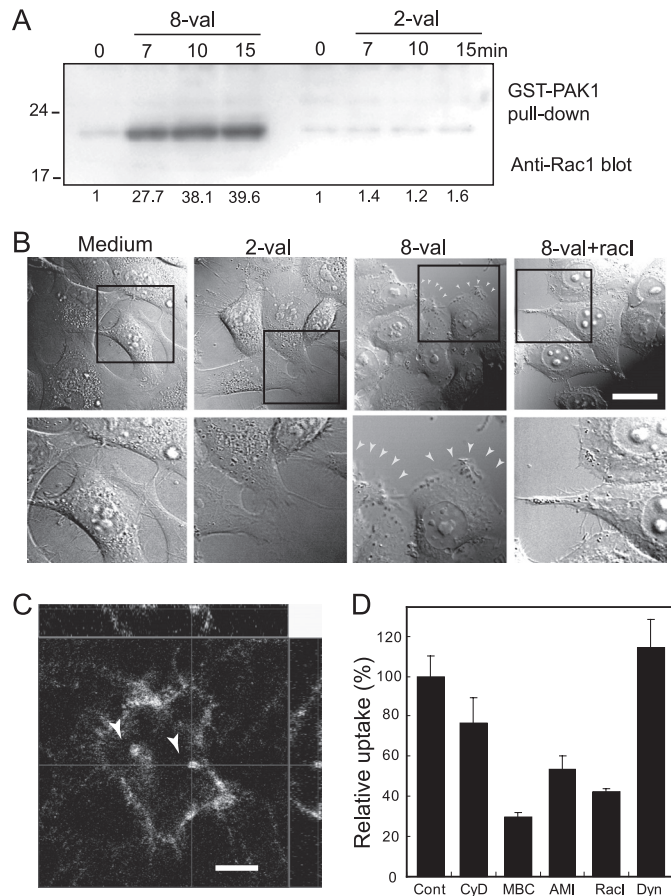 A
8-val
2-val
0
7
10
15
0
7
10
15min
24
17
GST-PAK1
pull-down
Anti-Rac1 blot
1
27.7
38.1
39.6
1
1.4
1.2
1.6
B
Medium
2-val
8-val
8-val+racI
C
D
Relative uptake (%)
120
100
80
60
40
20
0
Cont
CyD
MBC
AMI
RacI
Dyn